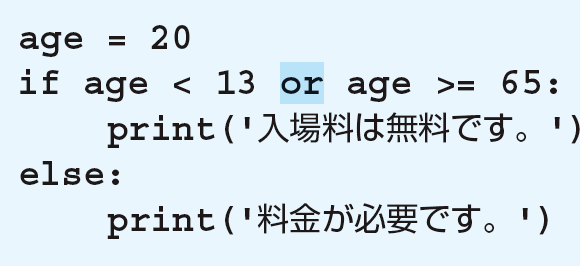 age = 20
if age < 13 or age >= 65:
    print('入場料は無料です。')
else:
    print('料金が必要です。')